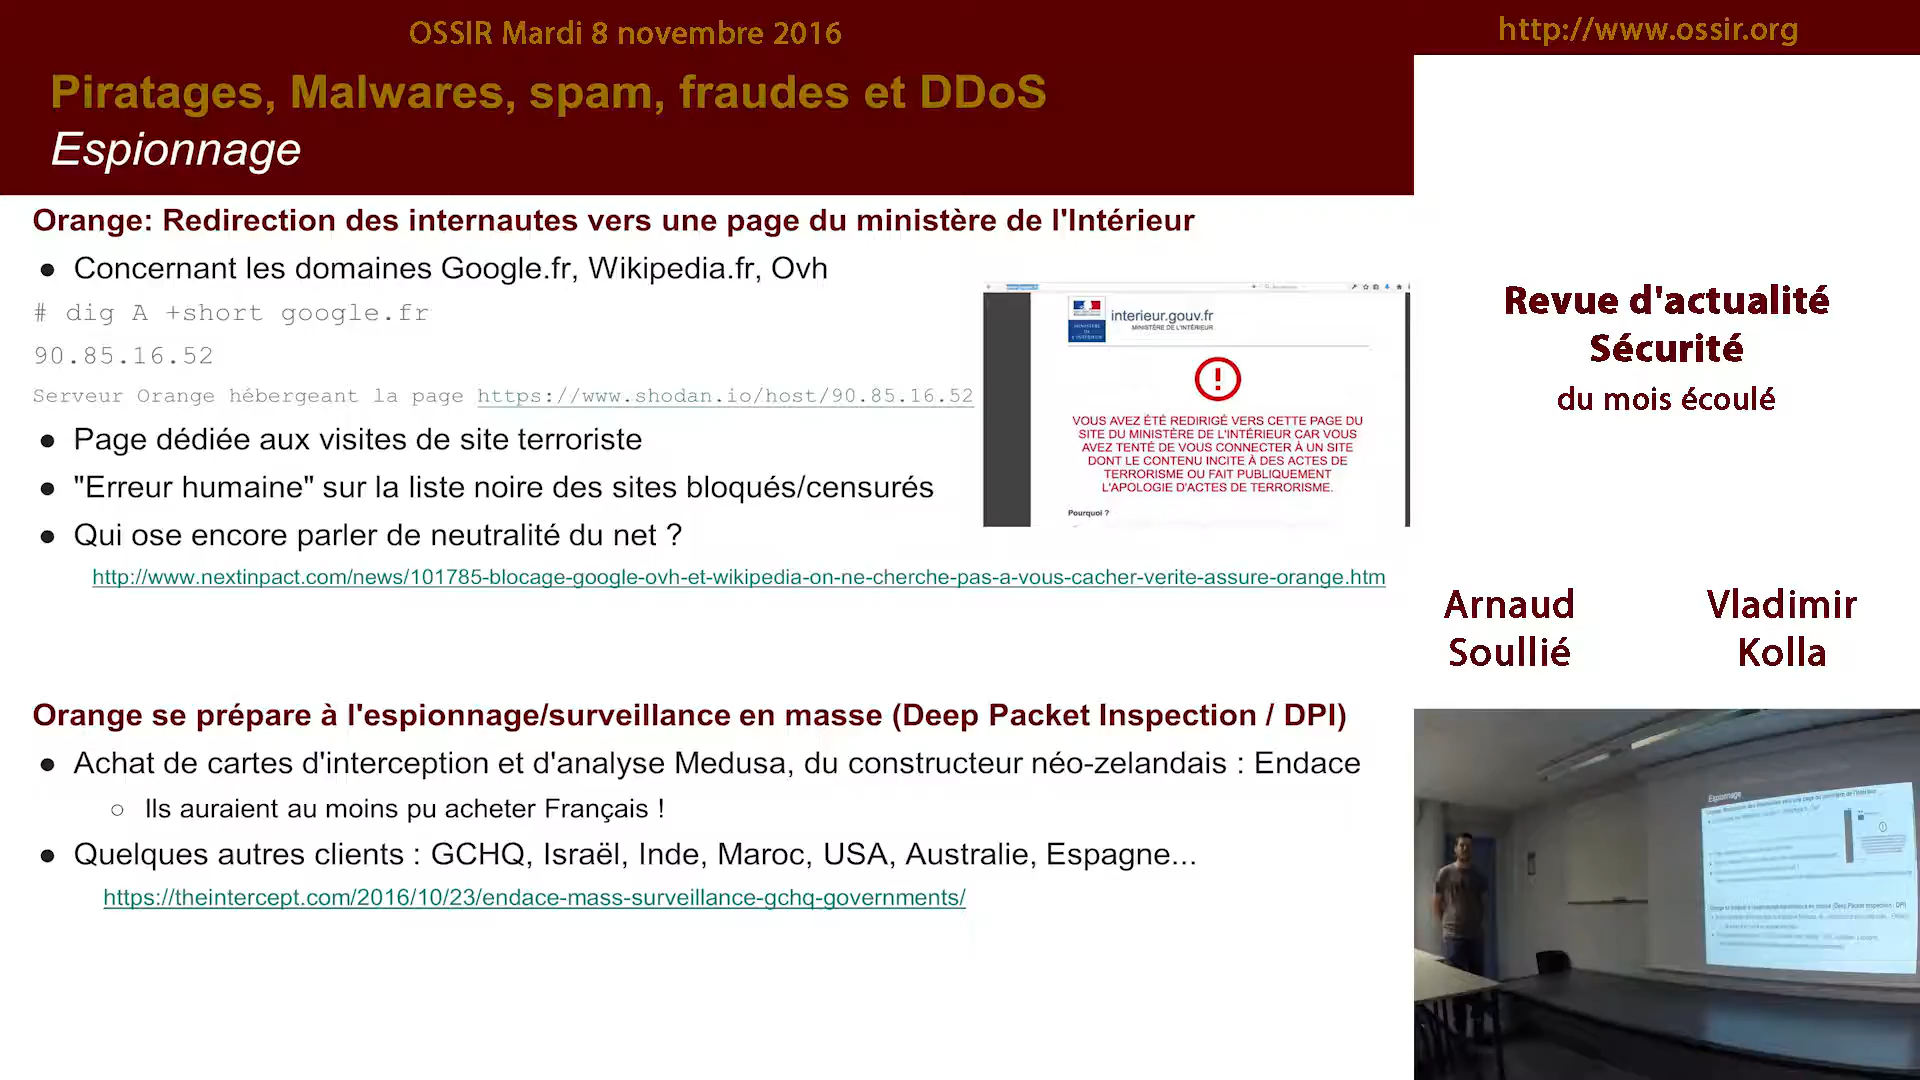 OSSIR Mardi 8 novembre 2016
http://www.ossir.org
Piratages, Malwares, spam, fraudes et DDoS
Espionnage
Orange: Redirection des internautes vers une page du ministère de l'Intérieur
● Concernant les domaines Google.fr, Wikipedia.fr, Ovh
# dig A +short google.fr
90.85.16.52
Serveur Orange hébergeant la page https://www.shodan.io/host/90.85.16.52
● Page dédiée aux visites de site terroriste
● "Erreur humaine" sur la liste noire des sites bloqués/censurés
● Qui ose encore parler de neutralité du net ?
http://www.nextinpact.com/news/101785-blocage-google-ovh-et-wikipedia-on-ne-cherche-pas-a-vous-cacher-verite-assure-orange.htm
interieur.gouv.fr
MINISTÈRE DE L'INTÉRIEUR
VOUS AVEZ ÉTÉ REDIRIGÉ VERS CETTE PAGE DU
SITE DU MINISTÈRE DE L'INTÉRIEUR CAR VOUS
AVEZ TENTÉ DE VOUS CONNECTER À UN SITE
DONT LE CONTENU INCITE À DES ACTES DE
TERRORISME OU FAIT PUBLIQUEMENT
L'APOLOGIE D'ACTES DE TERRORISME.
Pourquoi ?
Orange se prépare à l'espionnage/surveillance en masse (Deep Packet Inspection / DPI)
● Achat de cartes d'interception et d'analyse Medusa, du constructeur néo-zelandais : Endace
○ Ils auraient au moins pu acheter Français !
● Quelques autres clients : GCHQ, Israël, Inde, Maroc, USA, Australie, Espagne...
https://theintercept.com/2016/10/23/endace-mass-surveillance-gchq-governments/
Revue d'actualité
Sécurité
du mois écoulé
Arnaud
Soullié
Vladimir
Kolla
Espionnage